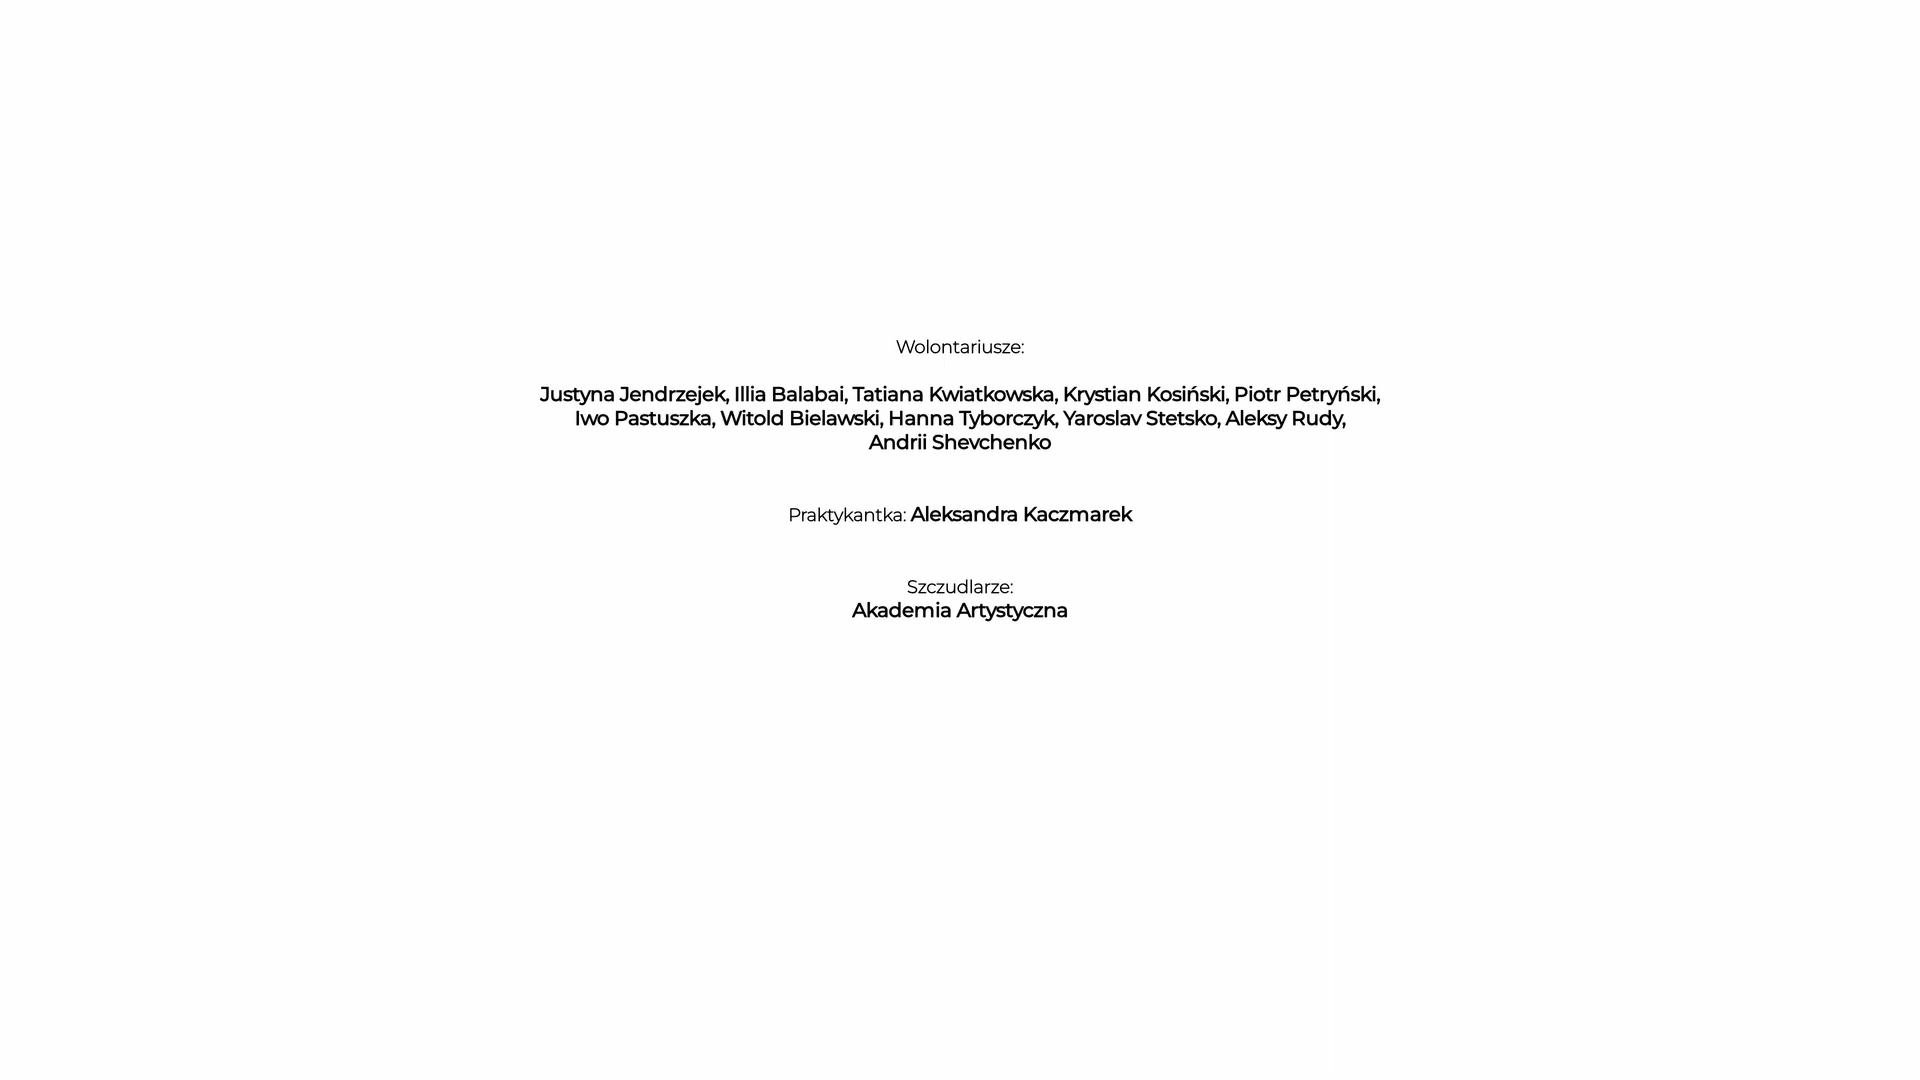 Wolontariusze:
Justyna Jendrzejek, Illia Balabai, Tatiana Kwiatkowska, Krystian Kosiński, Piotr Petryński,
Iwo Pastuszka, Witold Bielawski, Hanna Tyborczyk, Yaroslav Stetsko, Aleksy Rudy,
Andrii Shevchenko
Praktykantka: Aleksandra Kaczmarek
Szczudlarze:
Akademia Artystyczna